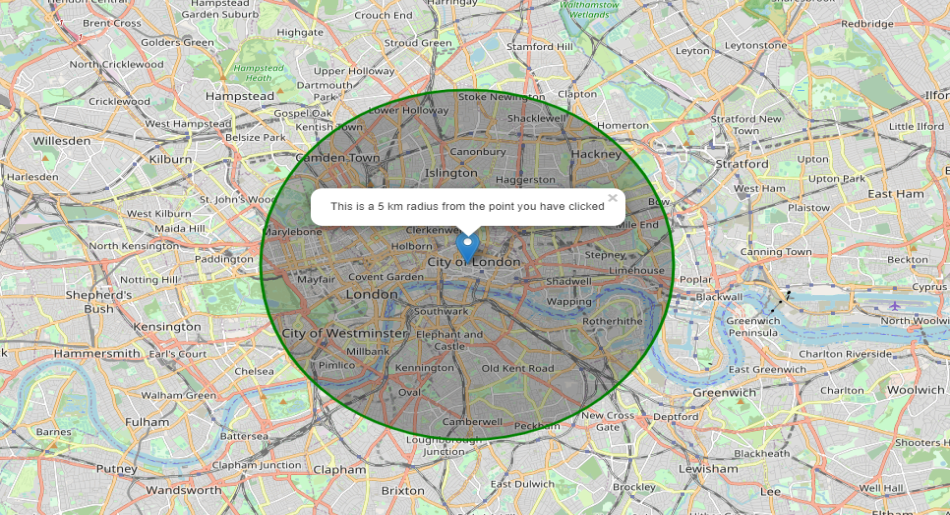 Hendon Central
Hampstead
Garden Suburb
Crouch End
Harringay
Walthamstow
Wetlands
Redbridge
Brent Cross
Highgate
Golders Green
Stroud Green
Stamford Hill
Leyton
Leytonstone
North Cricklewood
Hampstead
Heath
Upper Holloway
Dartmouth
Park
Cricklewood
Hampstead
Stoke Newington
Clapton
Ilfo
Gospel Oak
Lower Holloway
Shacklewell
Stratford New
Town
West Hampstead
Kentish Town
Homerton
Little Ilford
Willesden
Belsize Park
Canonbury
Hackney
Kilburn
Camden Town
Stratford
Upton
Islington
Harlesden
Haggerston
Upton Park
West Ham
East Ham
St. John's Wood
This is a 5 km radius from the point you have clicked
×
Bow
Plaistow
West Kilburn
Maida Hill
Clerkenwe
Mile End
Marylebone
North Kensington
Holborn
Canning Town
Paddington
City of London
Stepney
Beckton
Limehouse
Notting Hill
Mayfair
Covent Garden
Shadwell
Poplar
Cyprus
Shepherd's
Bush
London
Wapping
Blackwall
Southwark
Rotherhithe
Greenwich
Peninsula
North Woolwi
Kensington
City of Westminster
Elephant and
Castle
k
Hammersmith
Earl's Court
Millbank
Charlton Riverside
Pimlico
Kennington
Old Kent Road
East Greenwich
Chelsea
Walham Green
Oval
Greenwich
Charlton
Woolwich
Fulham
Camberwell
Peckham
New Cross
Gate
Deptford
Barnes
Battersea
Loughborough
Junction
Shooters H
Blackheath
Putney
Clapham Junction
Clapham
Lewisham
Wandsworth
Brixton
East Dulwich
Brockley
Lee
Well Hall
Eltham